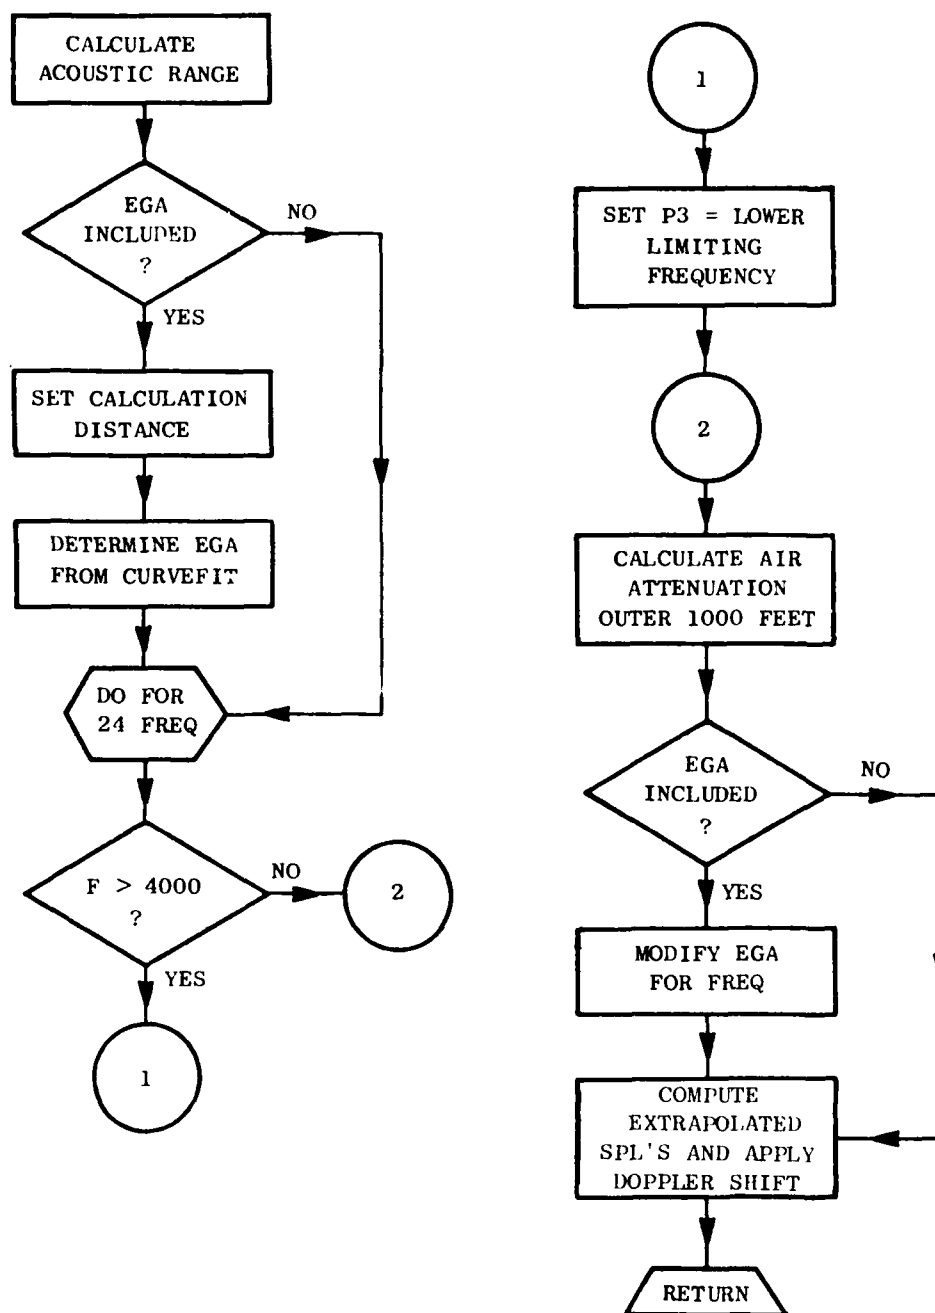 CALCULATE
ACOUSTIC RANGE
EGA
INCLUDED
?
NO
YES
SET CALCULATION
DISTANCE
DETERMINE EGA
FROM CURVEFIT
DO FOR
24 FREQ
F > 4000
?
NO
2
YES
1
1
SET P3 = LOWER
LIMITING
FREQUENCY
2
CALCULATE AIR
ATTENUATION
OUTER 1000 FEET
EGA
INCLUDED
?
NO
YES
MODIFY EGA
FOR FREQ
COMPUTE
EXTRAPOLATED
SPL'S AND APPLY
DOPPLER SHIFT
RETURN